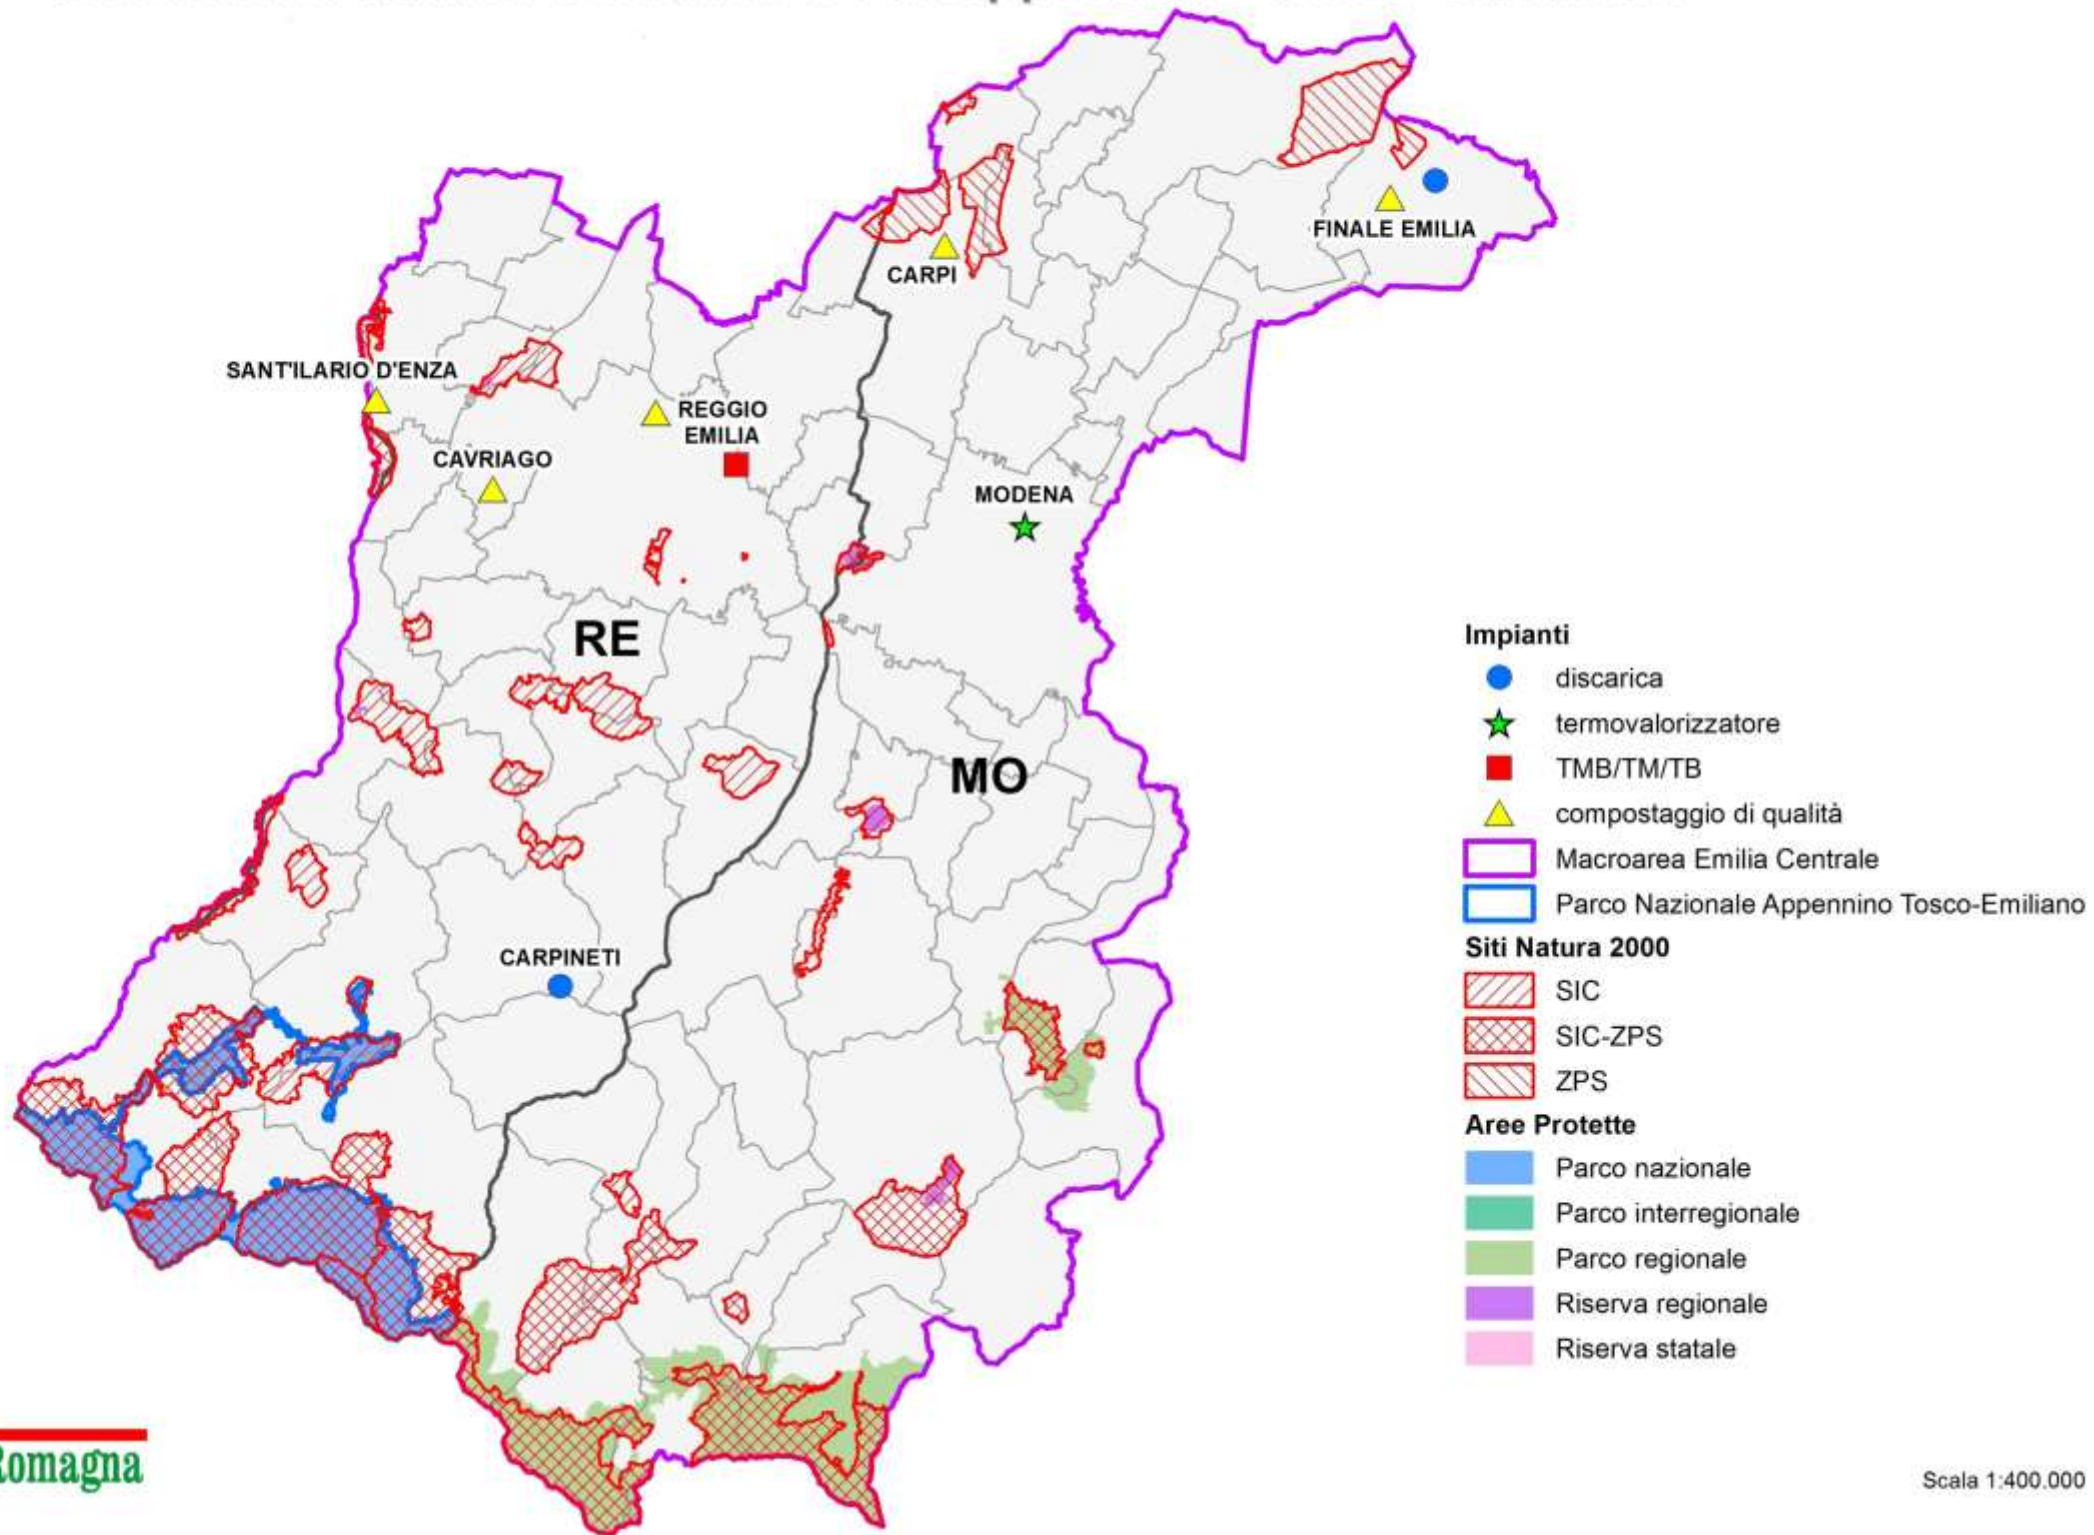 FINALE EMILIA
CARPI
SANT'ILARIO D'ENZA
REGGIO
EMILIA
CAVRIAGO
MODENA
RE
MO
CARPINETI
Impianti
discarica
termovalorizzatore
TMB/TM/TB
compostaggio di qualità
Macroarea Emilia Centrale
Parco Nazionale Appennino Tosco-Emiliano
Siti Natura 2000
SIC
SIC-ZPS
ZPS
Aree Protette
Parco nazionale
Parco interregionale
Parco regionale
Riserva regionale
Riserva statale
Romagna
Scala 1:400.000